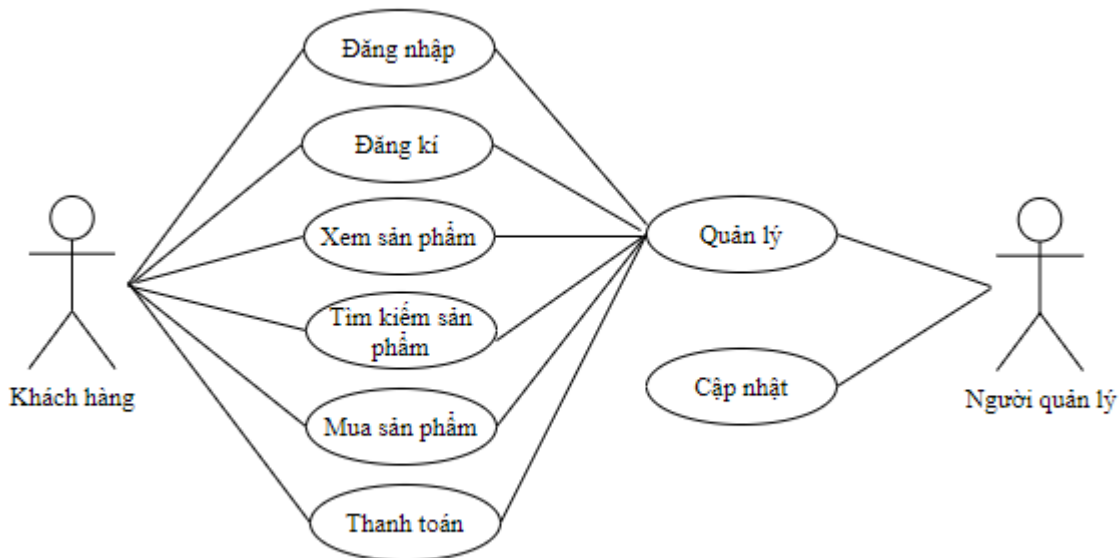 Đăng nhập
Đăng kí
Xem sản phẩm
Tìm kiếm sản
phẩm
Mua sản phẩm
Thanh toán
Quản lý
Cập nhật
Khách hàng
Người quản lý